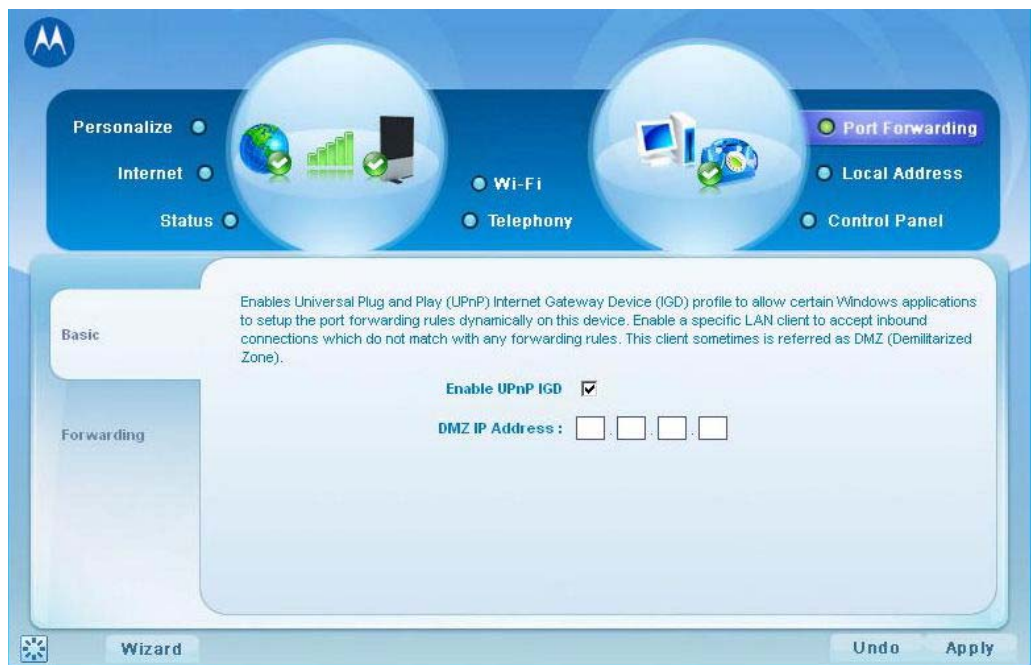 Personalize
Internet
Status
Wi-Fi
Telephony
Port Forwarding
Local Address
Control Panel
Basic
Forwarding
Enables Universal Plug and Play (UPnP) Internet Gateway Device (IGD) profile to allow certain Windows applications
to setup the port forwarding rules dynamically on this device. Enable a specific LAN client to accept inbound
connections which do not match with any forwarding rules. This client sometimes is referred as DMZ (Demilitarized
Zone).
Enable UPnP IGD
DMZ IP Address :
Wizard
Undo
Apply